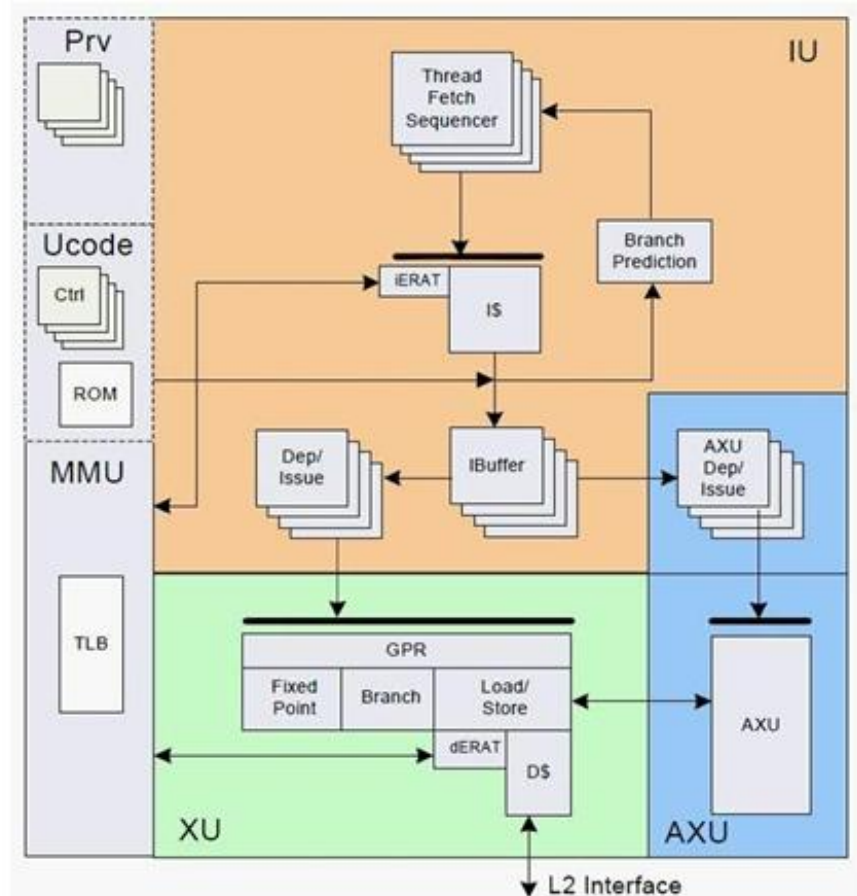 Prv
IU
Thread
Fetch
Sequencer
Ucode
Ctrl
ROM
Branch
Prediction
iERAT
I$
MMU
Dep/
Issue
IBuffer
AXU
Dep/
Issue
TLB
GPR
Fixed
Point
Branch
Load/
Store
AXU
dERAT
D$
XU
AXU
L2 Interface